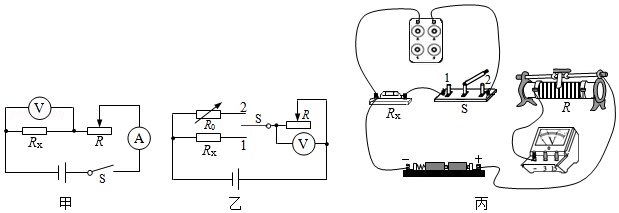 V
Rx
R
A
S
甲
2
R0
S
R
Rx
1
V
乙
1
2
Rx
S
R
V
- 3 15
-
+
丙